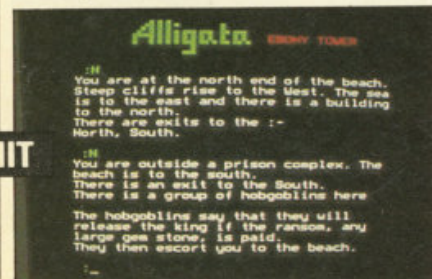 Alligata EBONY TOWER
:N
You are at the north end of the beach.
Steep cliffs rise to the West. The sea
is to the east and there is a building
to the north.
There are exits to the :-
North, South.
:N
You are outside a prison complex. The
beach is to the south.
There is an exit to the South.
There is a group of hobgoblins here
The hobgoblins say that they will
release the king if the ransom, any
large gem stone, is paid.
They then escort you to the beach.
:_